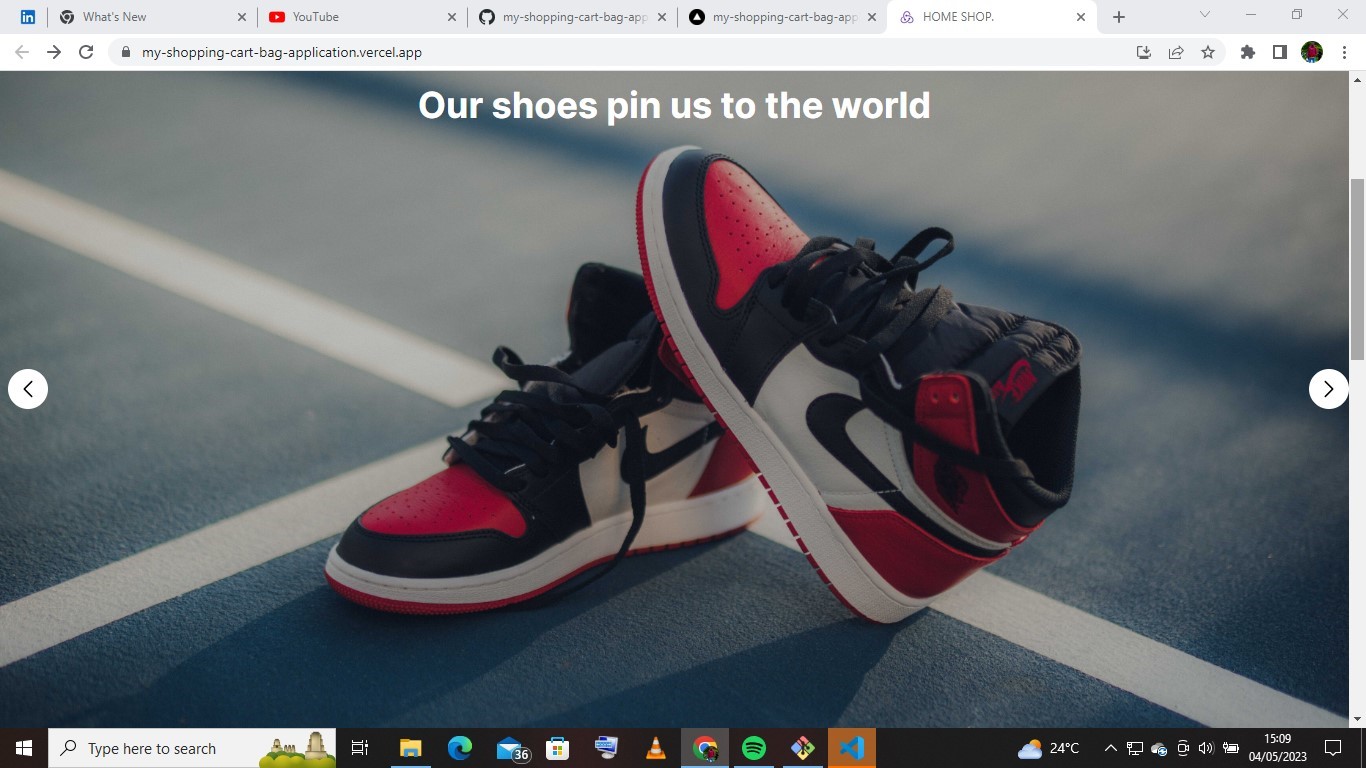 What's New
YouTube
my-shopping-cart-bag-app
my-shopping-cart-bag-app
HOME SHOP.
my-shopping-cart-bag-application.vercel.app
Our shoes pin us to the world
Type here to search
36
24°C
15:09
04/05/2023